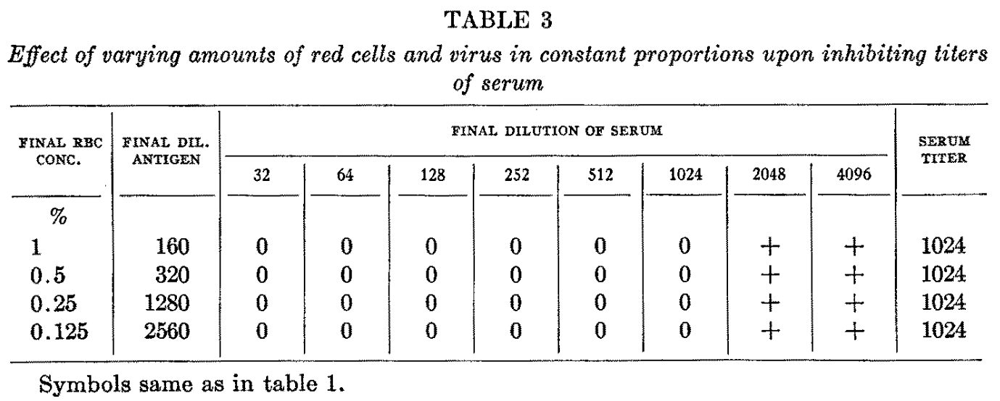 TABLE 3
Effect of varying amounts of red cells and virus in constant proportions upon inhibiting titers
of serum
FINAL RBC CONC. FINAL DIL. ANTIGEN FINAL DILUTION OF SERUM SERUM TITER
32 64 128 252 512 1024 2048 4096
%
1 160 0 0 0 0 0 0 + + 1024
0.5 320 0 0 0 0 0 0 + + 1024
0.25 1280 0 0 0 0 0 0 + + 1024
0.125 2560 0 0 0 0 0 0 + + 1024
Symbols same as in table 1.